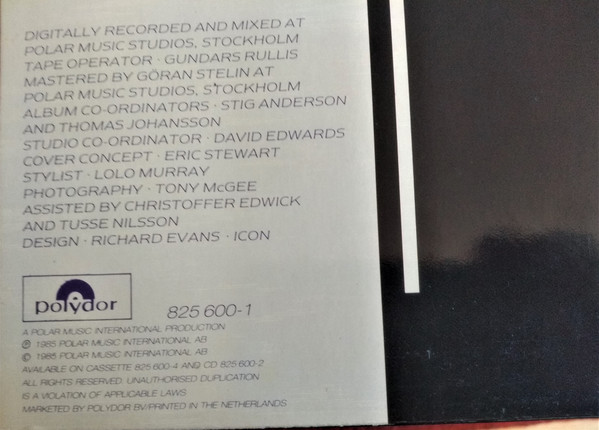 DIGITALLY RECORDED AND MIXED AT
POLAR MUSIC STUDIOS, STOCKHOLM
TAPE OPERATOR · GUNDARS RULLIS
MASTERED BY GÖRAN STELIN AT
POLAR MUSIC STUDIOS, STOCKHOLM
ALBUM CO-ORDINATORS · STIG ANDERSON
AND THOMAS JOHANSSON
STUDIO CO-ORDINATOR · DAVID EDWARDS
COVER CONCEPT · ERIC STEWART
STYLIST · LOLO MURRAY
PHOTOGRAPHY · TONY McGEE
ASSISTED BY CHRISTOFFER EDWICK
AND TUSSE NILSSON
DESIGN · RICHARD EVANS · ICON
polydor
825 600-1
A POLAR MUSIC INTERNATIONAL PRODUCTION
℗ 1985 POLAR MUSIC INTERNATIONAL AB
© 1985 POLAR MUSIC INTERNATIONAL AB
AVAILABLE ON CASSETTE 825 600-4 AND CD 825 600-2
ALL RIGHTS RESERVED. UNAUTHORISED DUPLICATION
IS A VIOLATION OF APPLICABLE LAWS
MARKETED BY POLYDOR BV/PRINTED IN THE NETHERLANDS